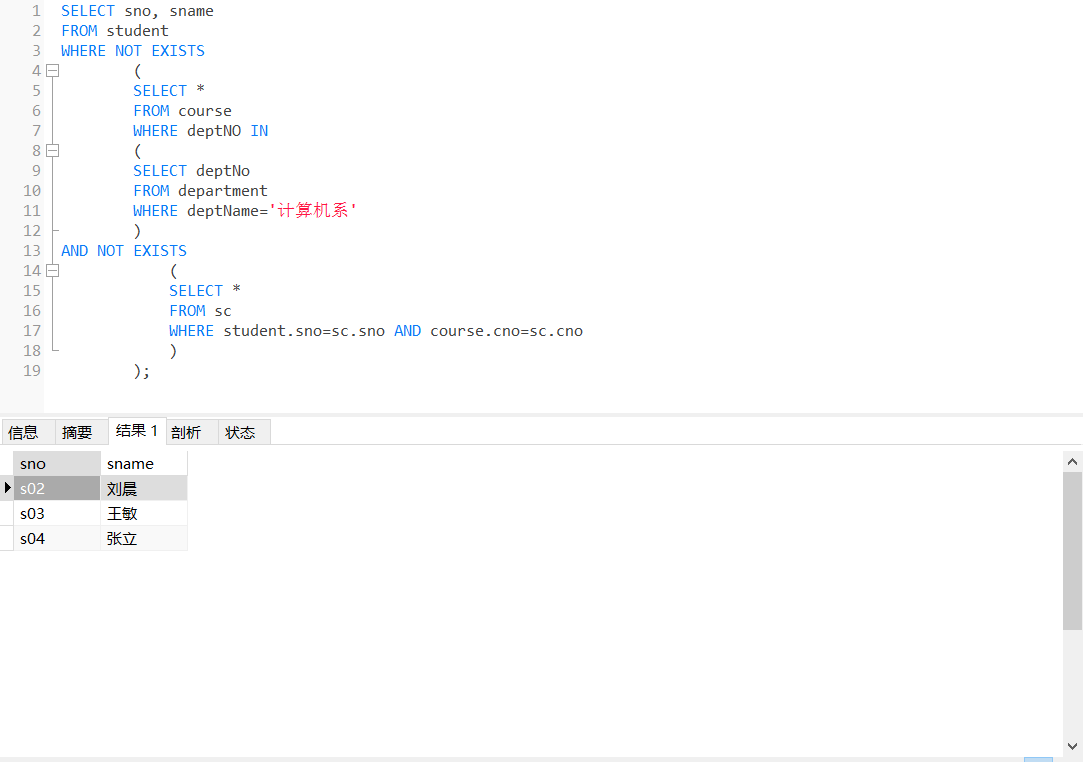 1 SELECT sno, sname
2 FROM student
3 WHERE NOT EXISTS
4 (
5 SELECT *
6 FROM course
7 WHERE deptNO IN
8 (
9 SELECT deptNo
10 FROM department
11 WHERE deptName='计算机系'
12 )
13 AND NOT EXISTS
14 (
15 SELECT *
16 FROM sc
17 WHERE student.sno=sc.sno AND course.cno=sc.cno
18 )
19 );
信息 摘要 结果 1 剖析 状态
sno sname
s02 刘晨
s03 王敏
s04 张立